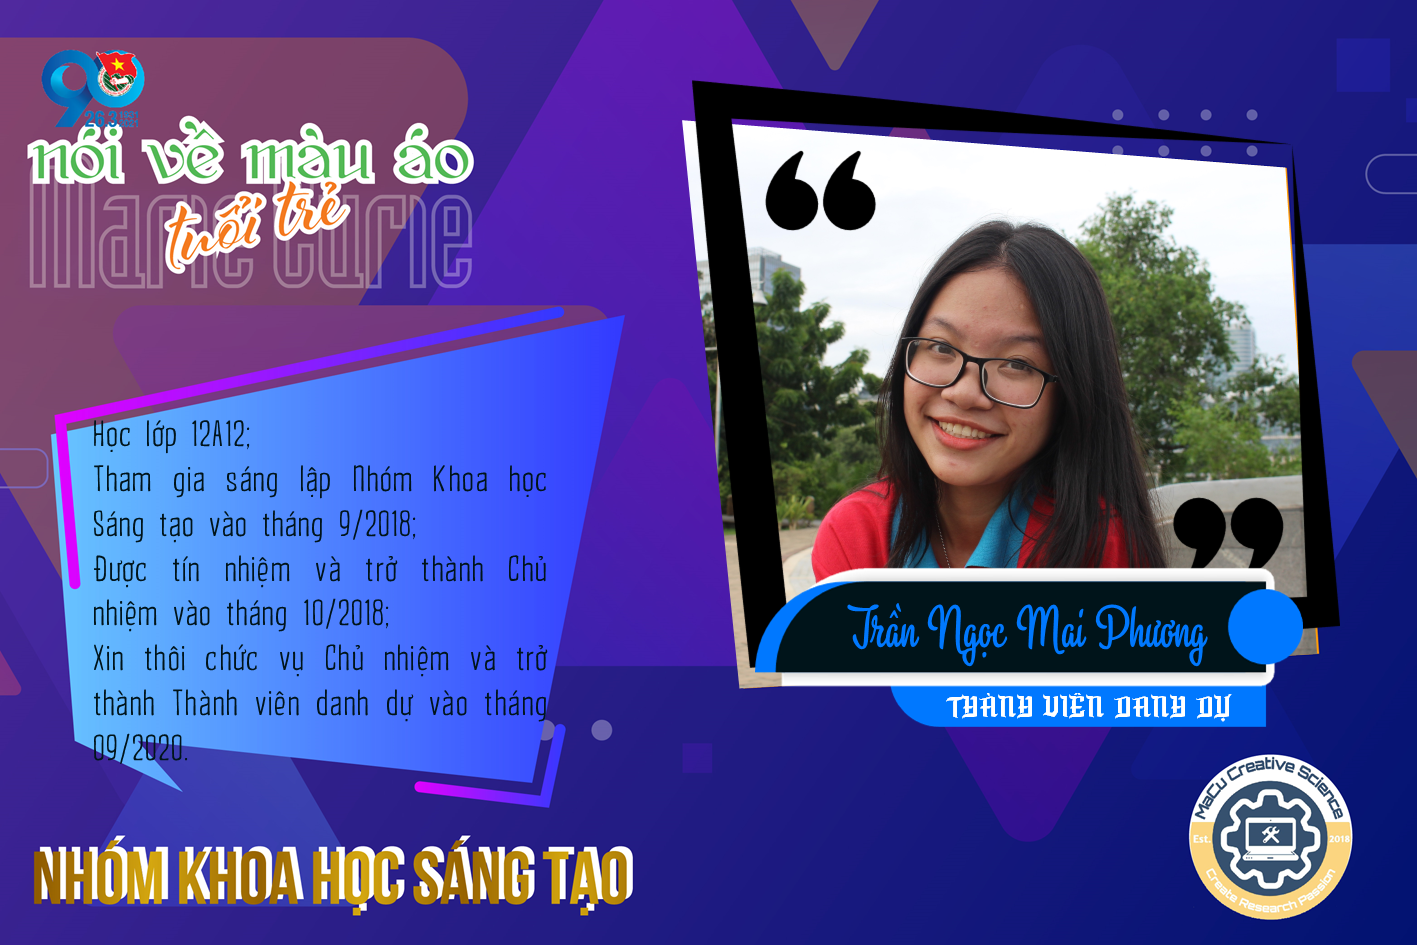 90
26.3
nói về màu áo
tuổi trẻ
Marie Curie
Học lớp 12A12;
Tham gia sáng lập Nhóm Khoa học
Sáng tạo vào tháng 9/2018;
Được tín nhiệm và trở thành Chủ
nhiệm vào tháng 10/2018;
Xin thôi chức vụ Chủ nhiệm và trở
thành Thành viên danh dự vào tháng
09/2020.
NHÓM KHOA HỌC SÁNG TẠO
“
”
Trần Ngọc Mai Phương
THÀNH VIÊN DANH DỰ
MaCu Creative Science
Est. 2018
Create Research Passion